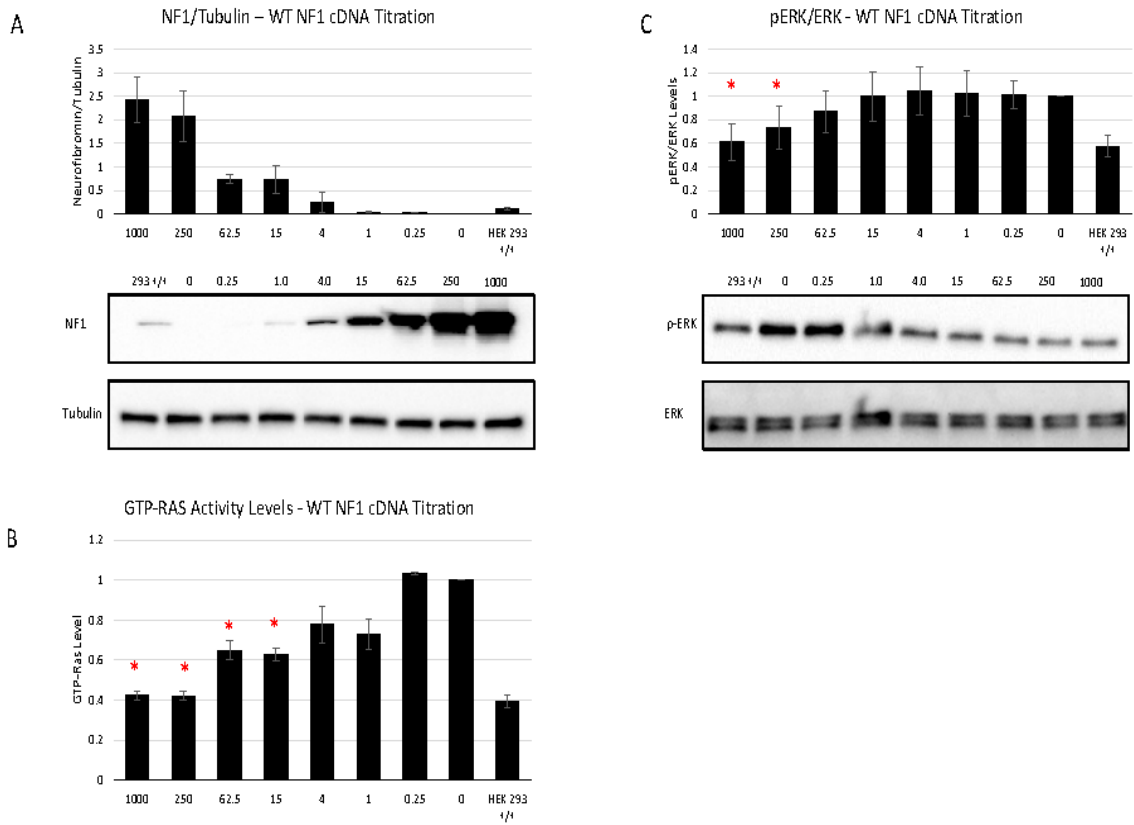 A
NF1/Tubulin – WT NF1 cDNA Titration
Neurofibromin/Tubulin
3.5
3
2.5
2
1.5
1
0.5
0
1000 250 62.5 15 4 1 0.25 0 HEK 293
+/+
293 +/+ 0 0.25 1.0 4.0 15 62.5 250 1000
NF1
Tubulin
B
GTP-RAS Activity Levels - WT NF1 cDNA Titration
GTP-Ras Level
1.2
1
0.8
0.6
0.4
0.2
0
* * * *
1000 250 62.5 15 4 1 0.25 0 HEK 293
+/+
C
pERK/ERK - WT NF1 cDNA Titration
pERK/ERK Levels
1.4
1.2
1
0.8
0.6
0.4
0.2
0
* *
1000 250 62.5 15 4 1 0.25 0 HEK 293
+/+
293 +/+ 0 0.25 1.0 4.0 15 62.5 250 1000
p-ERK
ERK